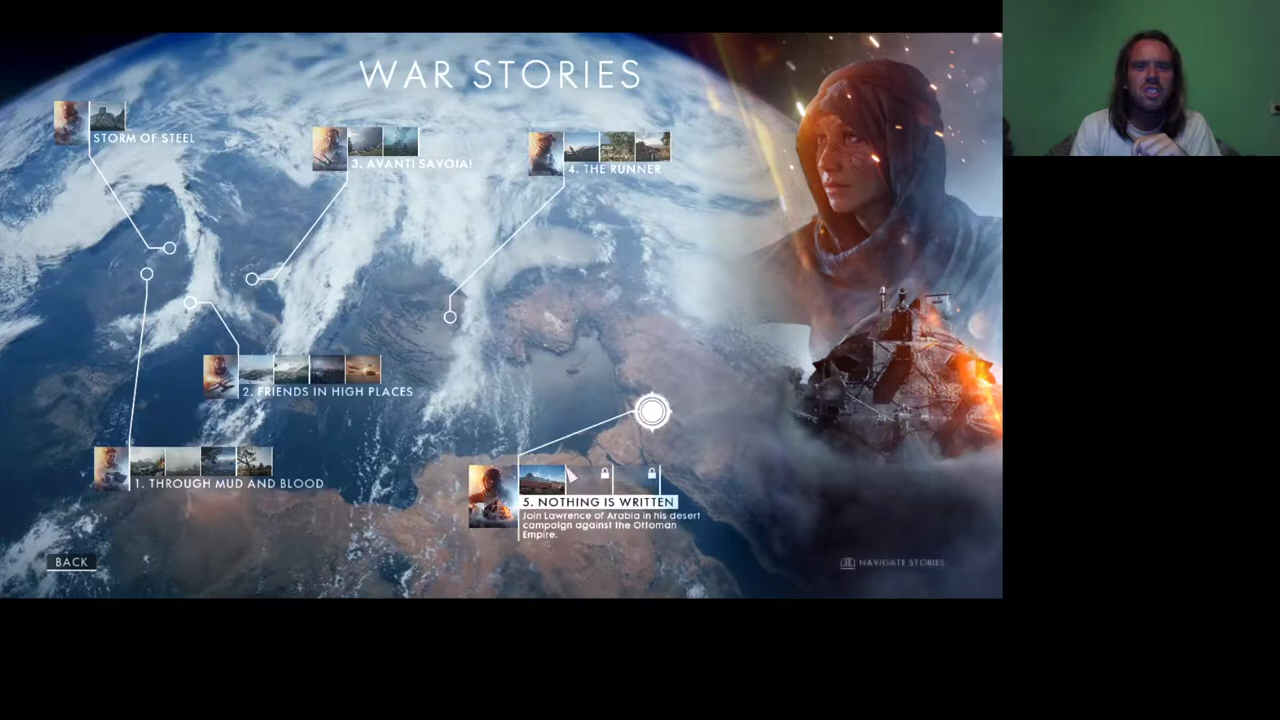 WAR STORIES
STORM OF STEEL
3. AVANTI SAVOIA!
4. THE RUNNER
2. FRIENDS IN HIGH PLACES
1. THROUGH MUD AND BLOOD
5. NOTHING IS WRITTEN
Join Lawrence of Arabia in his desert
campaign against the Ottoman
Empire.
BACK
NAVIGATE STORIES